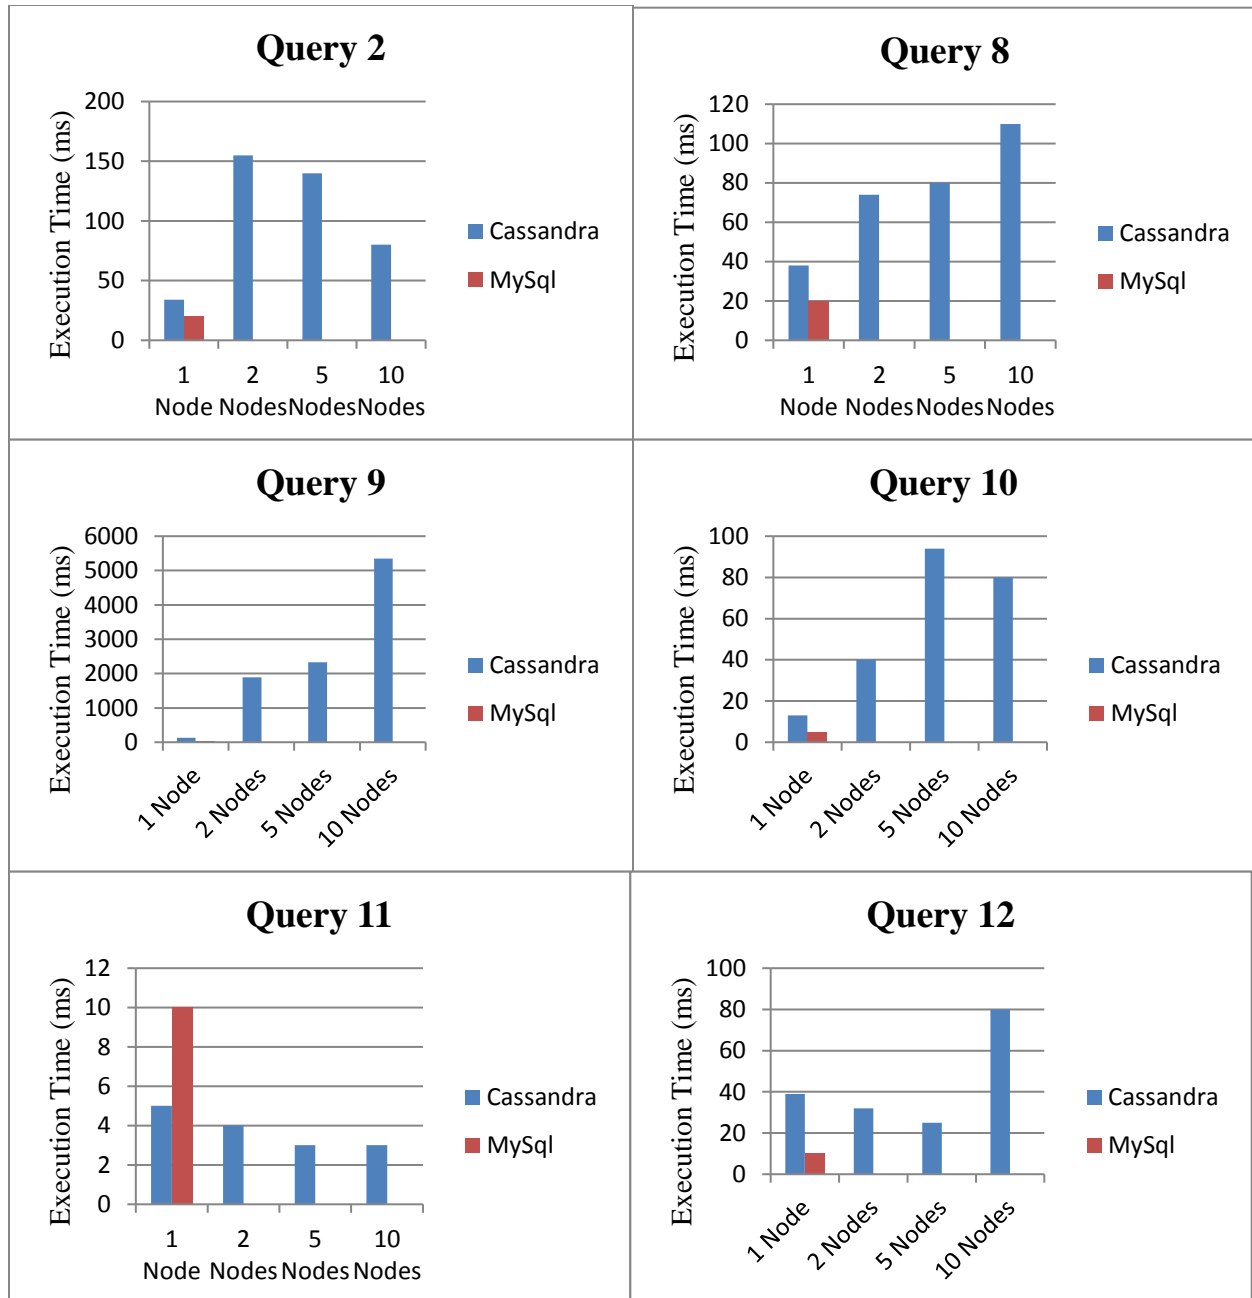 Query 2
Execution Time (ms)
200
150
100
50
0
1 Node
2 Nodes
5 Nodes
10 Nodes
Cassandra
MySql
Query 8
Execution Time (ms)
120
100
80
60
40
20
0
1 Node
2 Nodes
5 Nodes
10 Nodes
Cassandra
MySql
Query 9
Execution Time (ms)
6000
5000
4000
3000
2000
1000
0
1 Node
2 Nodes
5 Nodes
10 Nodes
Cassandra
MySql
Query 10
Execution Time (ms)
100
80
60
40
20
0
1 Node
2 Nodes
5 Nodes
10 Nodes
Cassandra
MySql
Query 11
Execution Time (ms)
12
10
8
6
4
2
0
1 Node
2 Nodes
5 Nodes
10 Nodes
Cassandra
MySql
Query 12
Execution Time (ms)
100
80
60
40
20
0
1 Node
2 Nodes
5 Nodes
10 Nodes
Cassandra
MySql